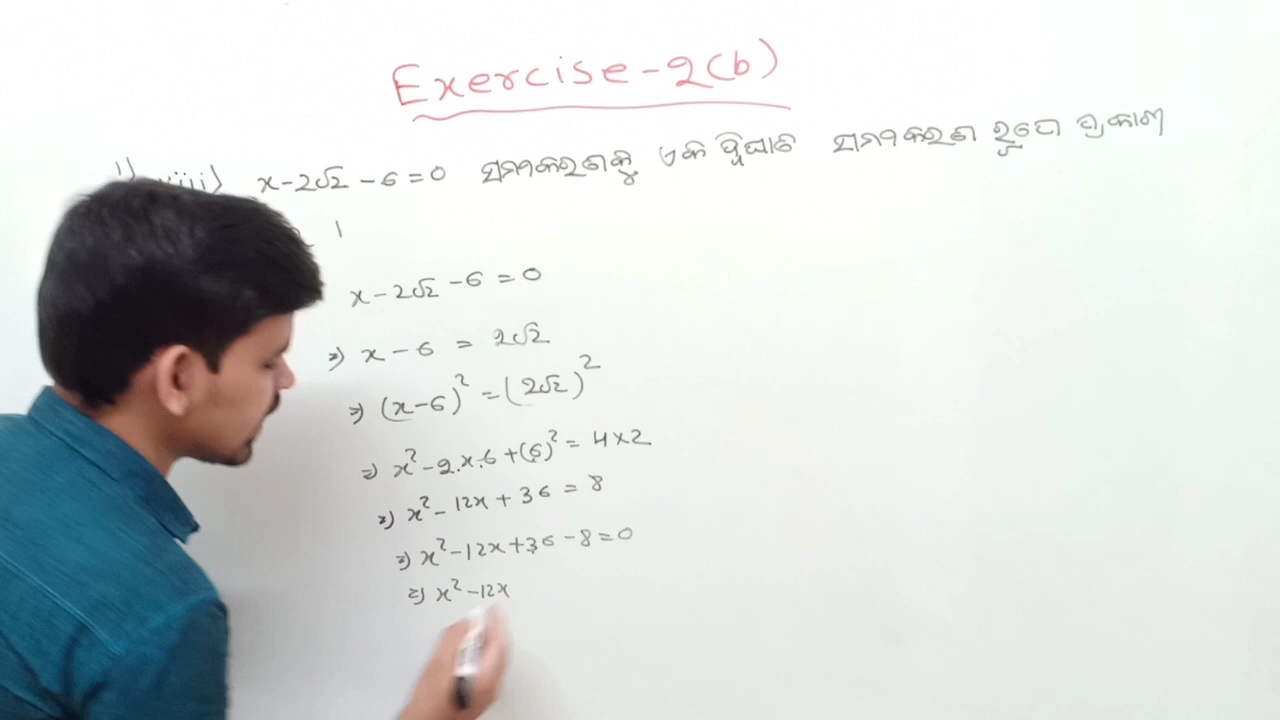 Exercise-2(b)
1) viii) x-2√2-6=0 ସମୀକରଣକୁ ଏକ ଦ୍ୱିଘାତ ସମୀକରଣ ରୂପେ ପ୍ରକାଶ
।
x-2√2-6=0
⇒ x-6 = 2√2
⇒ (x-6)² = (2√2)²
⇒ x²-2.x.6+(6)² = 4×2
⇒ x²-12x+36 = 8
⇒ x²-12x+36-8=0
⇒ x²-12x